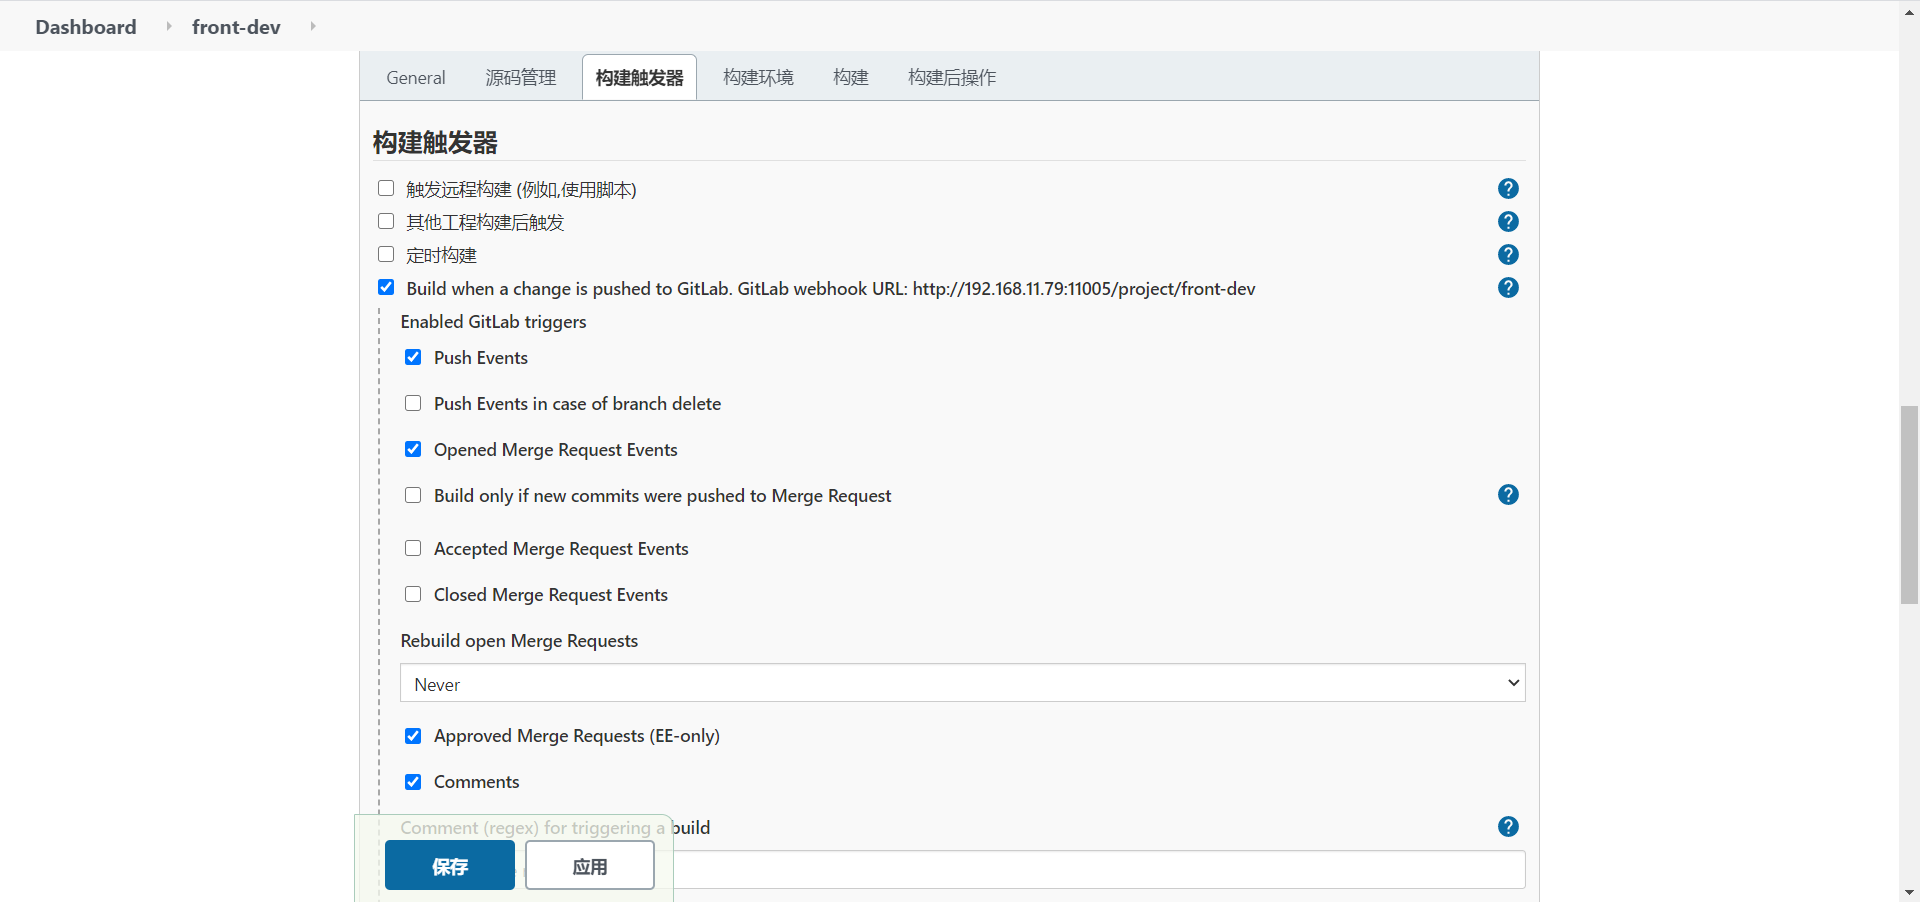 Dashboard front-dev
General 源码管理 构建触发器 构建环境 构建 构建后操作
构建触发器
触发远程构建 (例如,使用脚本)
其他工程构建后触发
定时构建
Build when a change is pushed to GitLab. GitLab webhook URL: http://192.168.11.79:11005/project/front-dev
Enabled GitLab triggers
Push Events
Push Events in case of branch delete
Opened Merge Request Events
Build only if new commits were pushed to Merge Request
Accepted Merge Request Events
Closed Merge Request Events
Rebuild open Merge Requests
Never
Approved Merge Requests (EE-only)
Comments
Comment (regex) for triggering a build
保存 应用